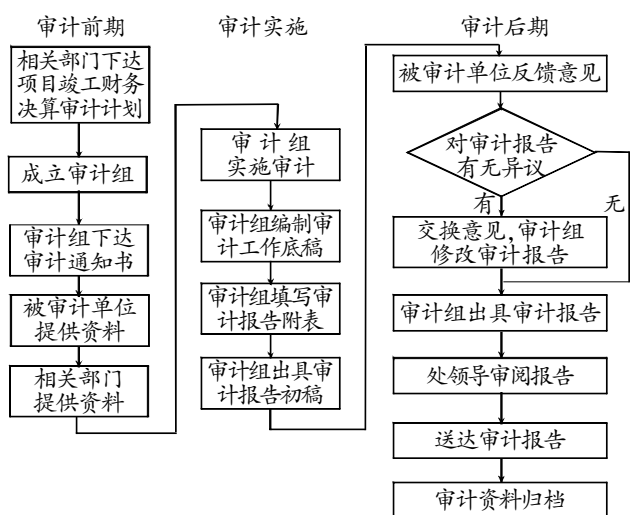 审计前期
相关部门下达
项目竣工财务
决算审计计划
成立审计组
审计组下达
审计通知书
被审计单位
提供资料
相关部门
提供资料
审计实施
审计组
实施审计
审计组编制审
计工作底稿
审计组填写审
计报告附表
审计组出具审
计报告初稿
审计后期
被审计单位反馈意见
对审计报告
有无异议
有
无
交换意见,审计组
修改审计报告
审计组出具审计报告
处领导审阅报告
送达审计报告
审计资料归档